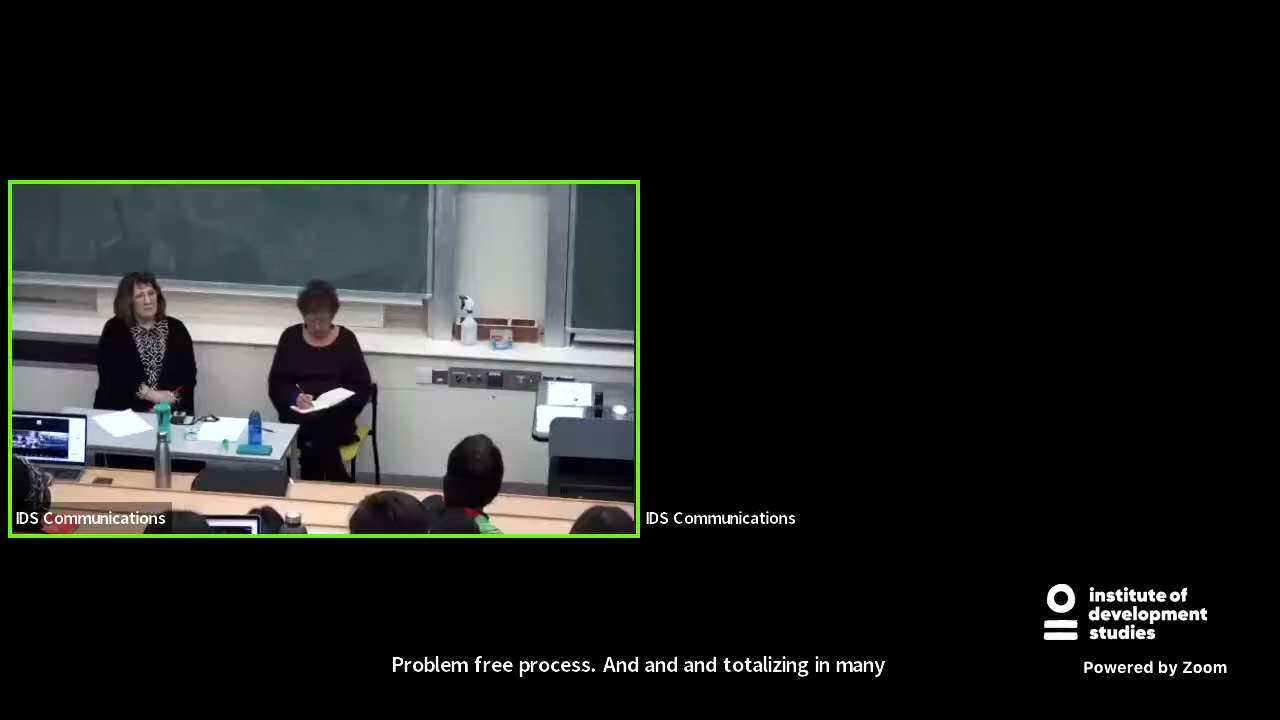 IDS Communications
IDS Communications
institute of
development
studies
Problem free process. And and and totalizing in many
Powered by Zoom